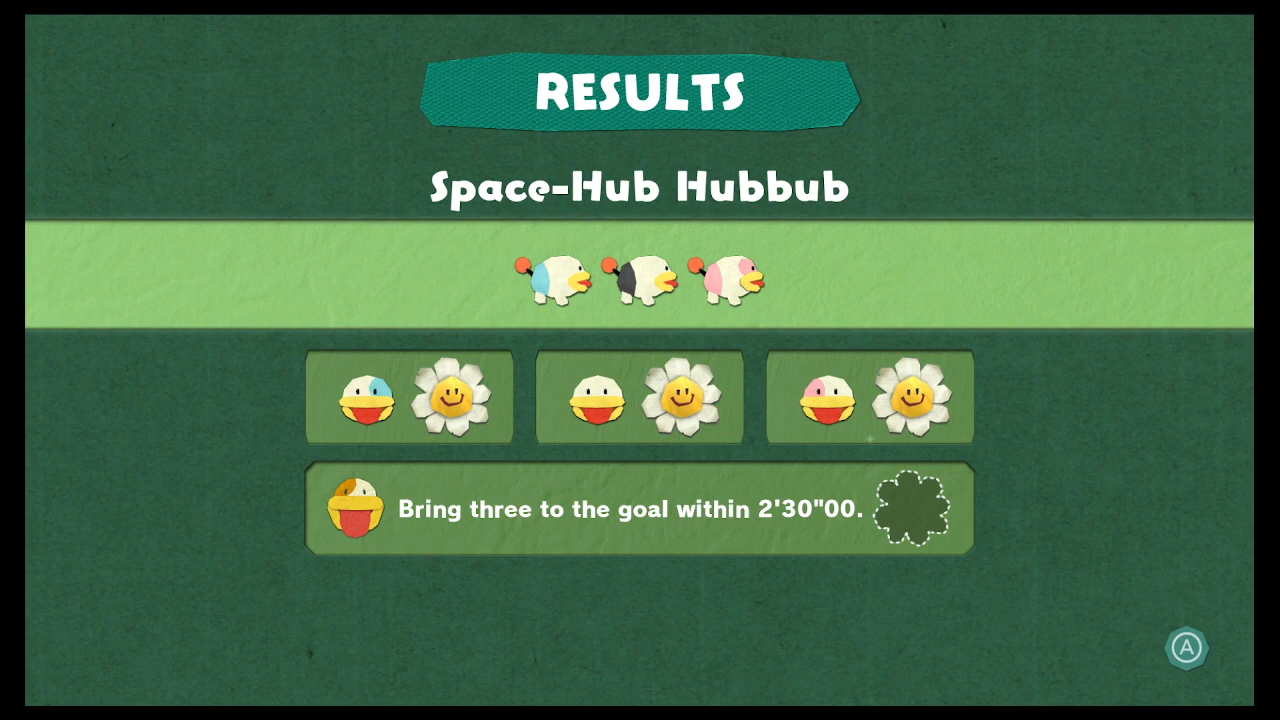 RESULTS
Space-Hub Hubbub
Bring three to the goal within 2'30"00.
A